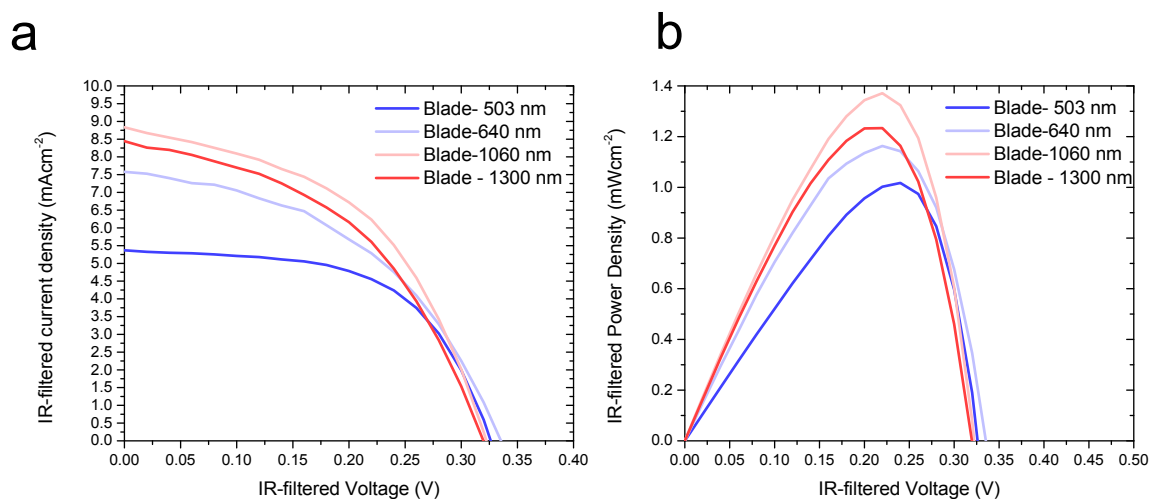 a
IR-filtered current density (mAcm⁻²)
10.0
9.5
9.0
8.5
8.0
7.5
7.0
6.5
6.0
5.5
5.0
4.5
4.0
3.5
3.0
2.5
2.0
1.5
1.0
0.5
0.0
Blade- 503 nm
Blade-640 nm
Blade-1060 nm
Blade - 1300 nm
0.00 0.05 0.10 0.15 0.20 0.25 0.30 0.35 0.40
IR-filtered Voltage (V)
b
IR-filtered Power Density (mWcm⁻²)
1.4
1.2
1.0
0.8
0.6
0.4
0.2
0.0
Blade- 503 nm
Blade-640 nm
Blade-1060 nm
Blade - 1300 nm
0.00 0.05 0.10 0.15 0.20 0.25 0.30 0.35 0.40 0.45 0.50
IR-filtered Voltage (V)